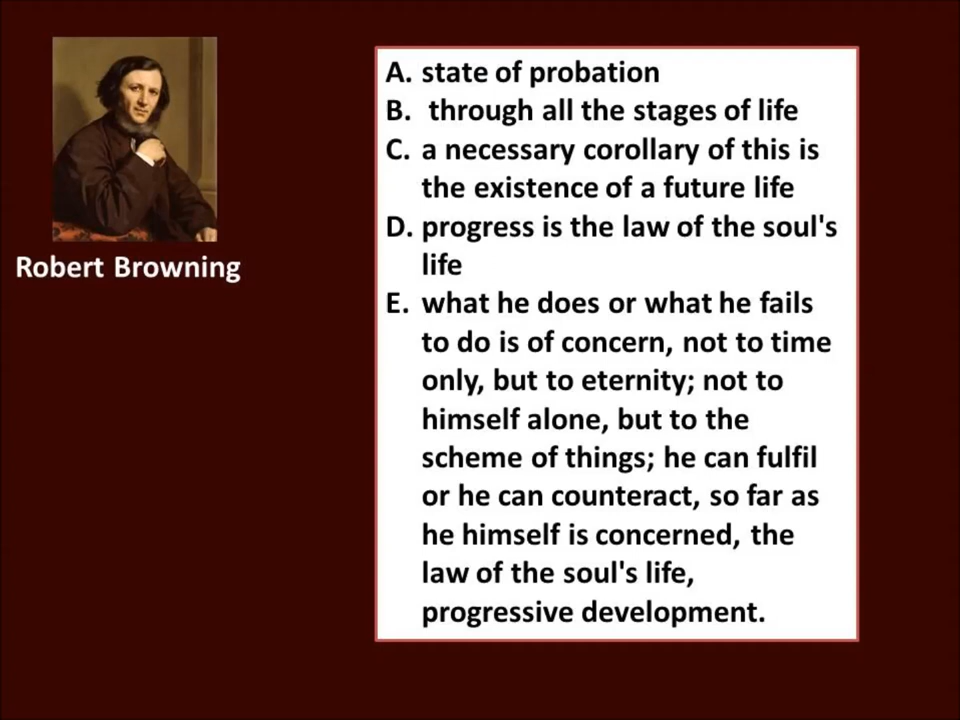 Robert Browning
A. state of probation
B. through all the stages of life
C. a necessary corollary of this is
the existence of a future life
D. progress is the law of the soul's
life
E. what he does or what he fails
to do is of concern, not to time
only, but to eternity; not to
himself alone, but to the
scheme of things; he can fulfil
or he can counteract, so far as
he himself is concerned, the
law of the soul's life,
progressive development.